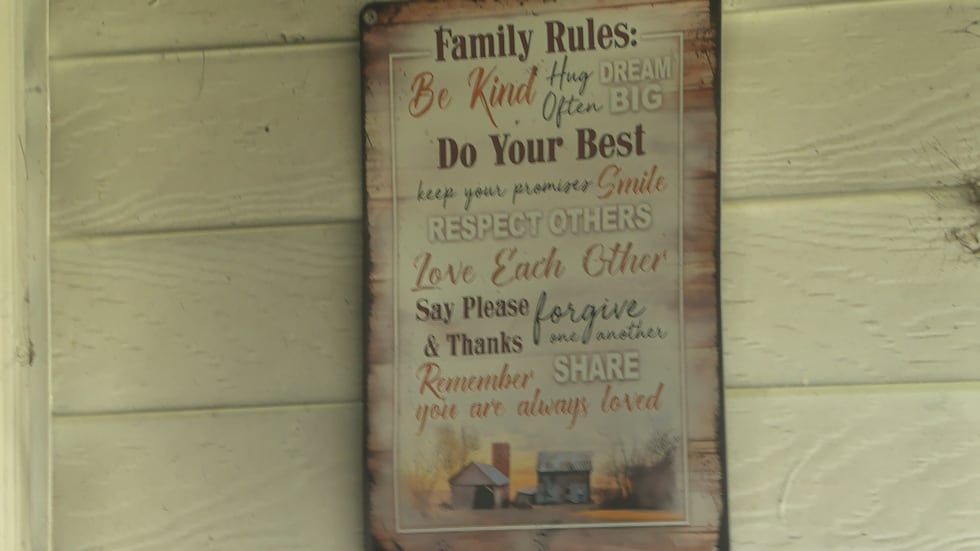 Family Rules:
Be Kind Hug Often DREAM BIG
Do Your Best
keep your promises Smile
RESPECT OTHERS
Love Each Other
Say Please & Thanks forgive one another
SHARE
Remember
you are always loved